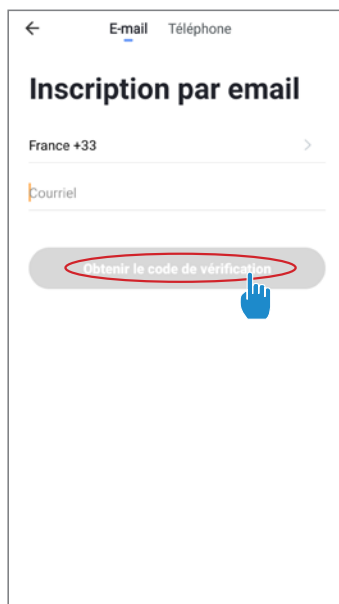 E-mail Téléphone
Inscription par email
France +33
Courriel
Obtenir le code de vérification